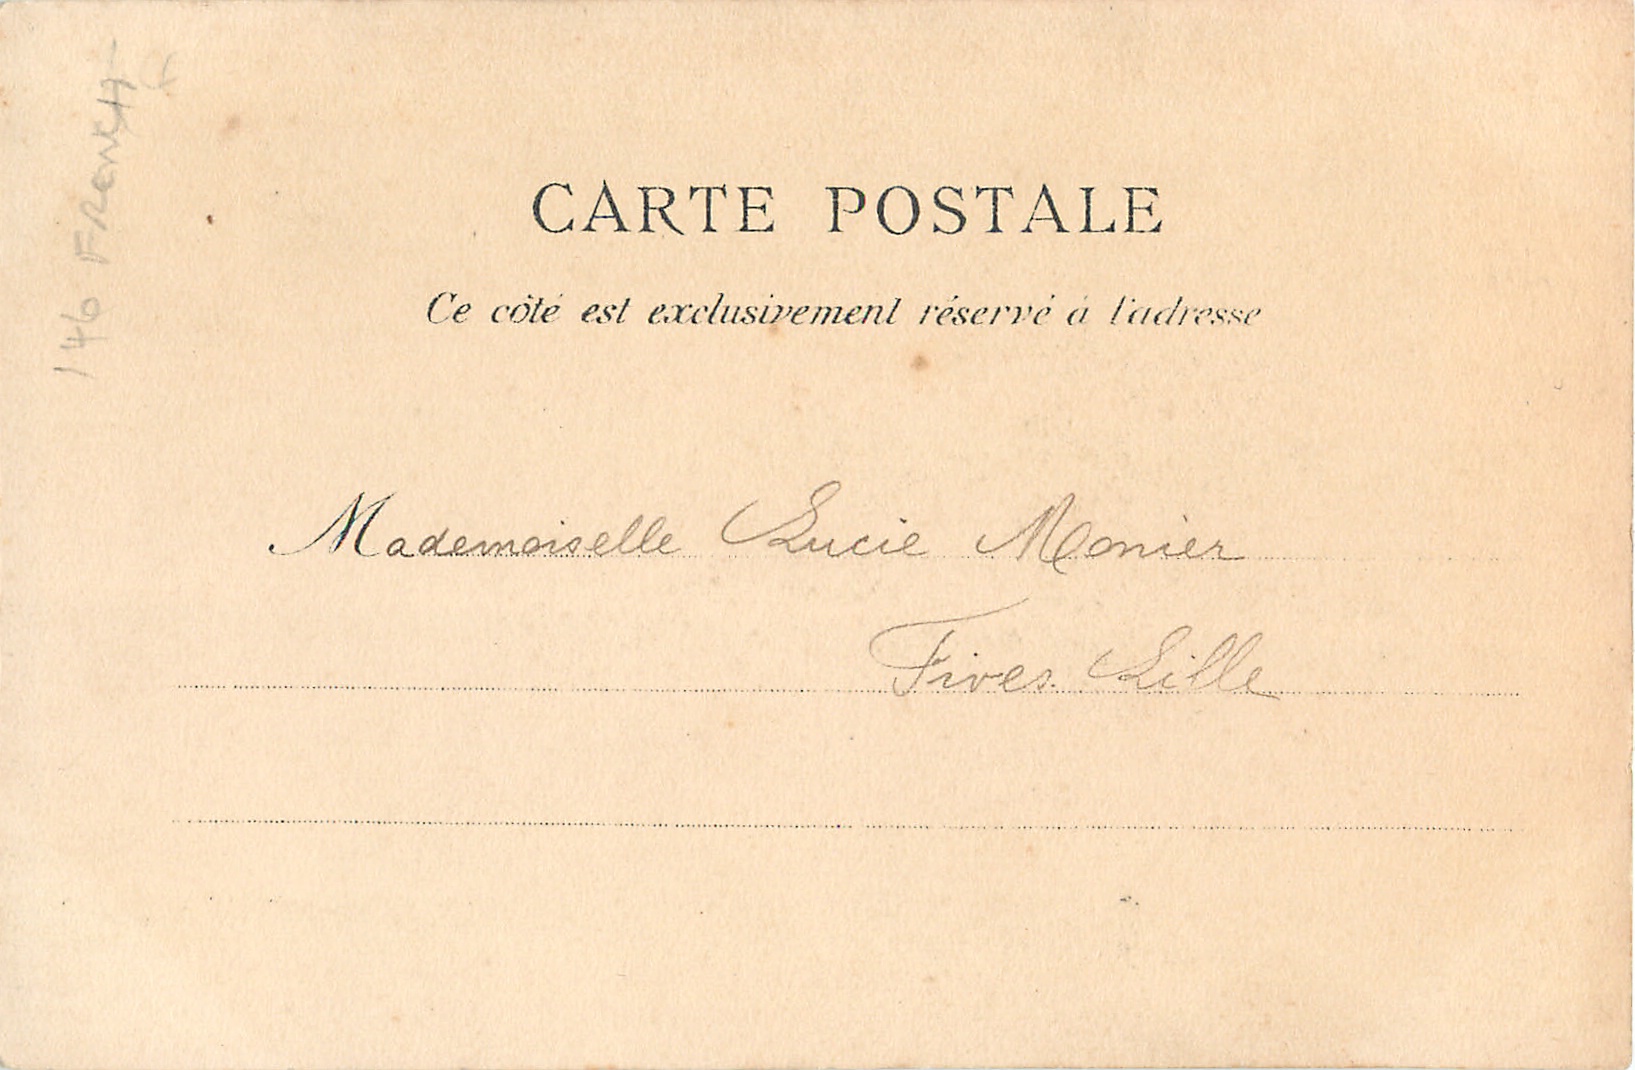 CARTE POSTALE
Ce côté est exclusivement réservé à l'adresse
Mademoiselle Lucie Monier
Fives Lille
146 FRENCH